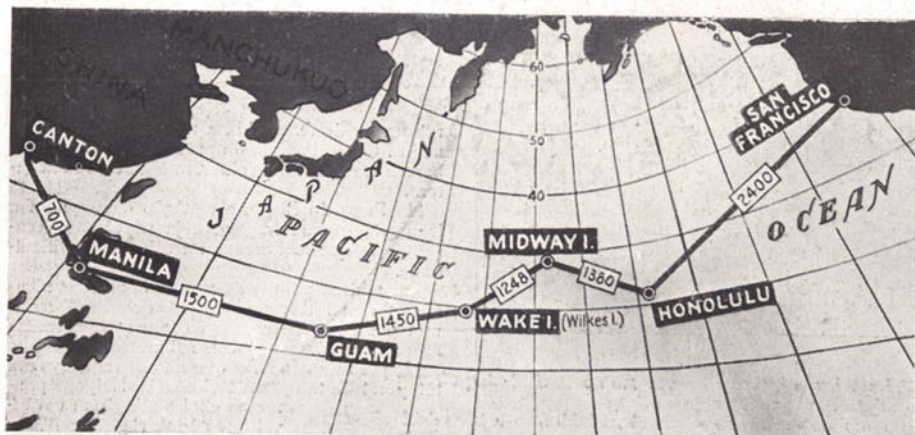 MANCHUKUO
SHINA
CANTON
700
MANILA
1500
GUAM
1450
WAKE I. (Wilkes I.)
1248
MIDWAY I.
1380
HONOLULU
2400
SAN
FRANCISCO
JAPAN
PACIFIC
OCEAN
60
50
40